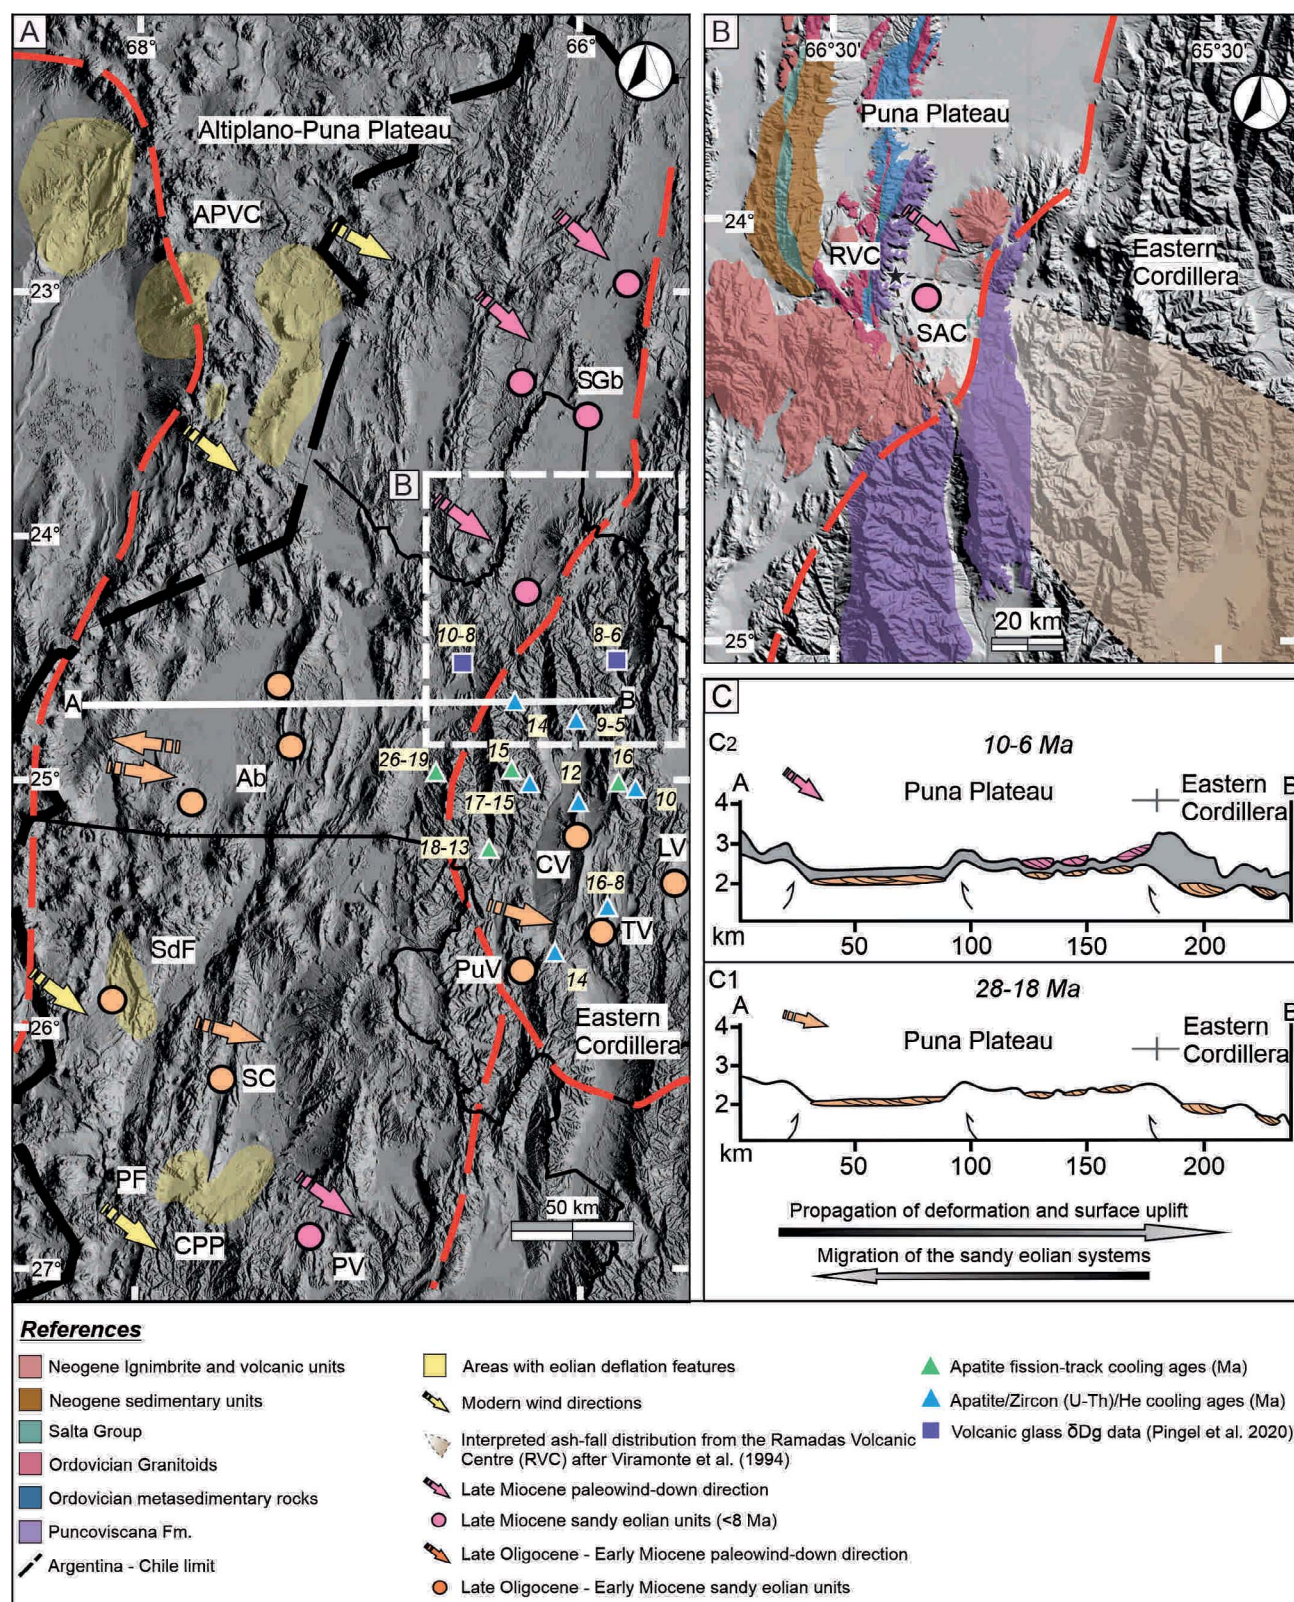 A
68°
66°
Altiplano-Puna Plateau
APVC
23°
SGb
B
24°
10-8
8-6
A
B
14
9-5
26-19
15
12
16
25°
Ab
17-15
10
18-13
CV
LV
16-8
SdF
TV
PuV
14
26°
Eastern
Cordillera
SC
PF
50 km
CPP
PV
27°
B
66°30'
65°30'
Puna Plateau
24°
RVC
Eastern
Cordillera
SAC
20 km
25°
C
C2
10-6 Ma
A
Puna Plateau
Eastern
Cordillera
B
4
3
2
km
50
100
150
200
C1
28-18 Ma
A
Puna Plateau
Eastern
Cordillera
B
4
3
2
km
50
100
150
200
Propagation of deformation and surface uplift
Migration of the sandy eolian systems
References
Neogene Ignimbrite and volcanic units
Neogene sedimentary units
Salta Group
Ordovician Granitoids
Ordovician metasedimentary rocks
Puncoviscana Fm.
Argentina - Chile limit
Areas with eolian deflation features
Modern wind directions
Interpreted ash-fall distribution from the Ramadas Volcanic
Centre (RVC) after Viramonte et al. (1994)
Late Miocene paleowind-down direction
Late Miocene sandy eolian units (<8 Ma)
Late Oligocene - Early Miocene paleowind-down direction
Late Oligocene - Early Miocene sandy eolian units
Apatite fission-track cooling ages (Ma)
Apatite/Zircon (U-Th)/He cooling ages (Ma)
Volcanic glass δDg data (Pingel et al. 2020)